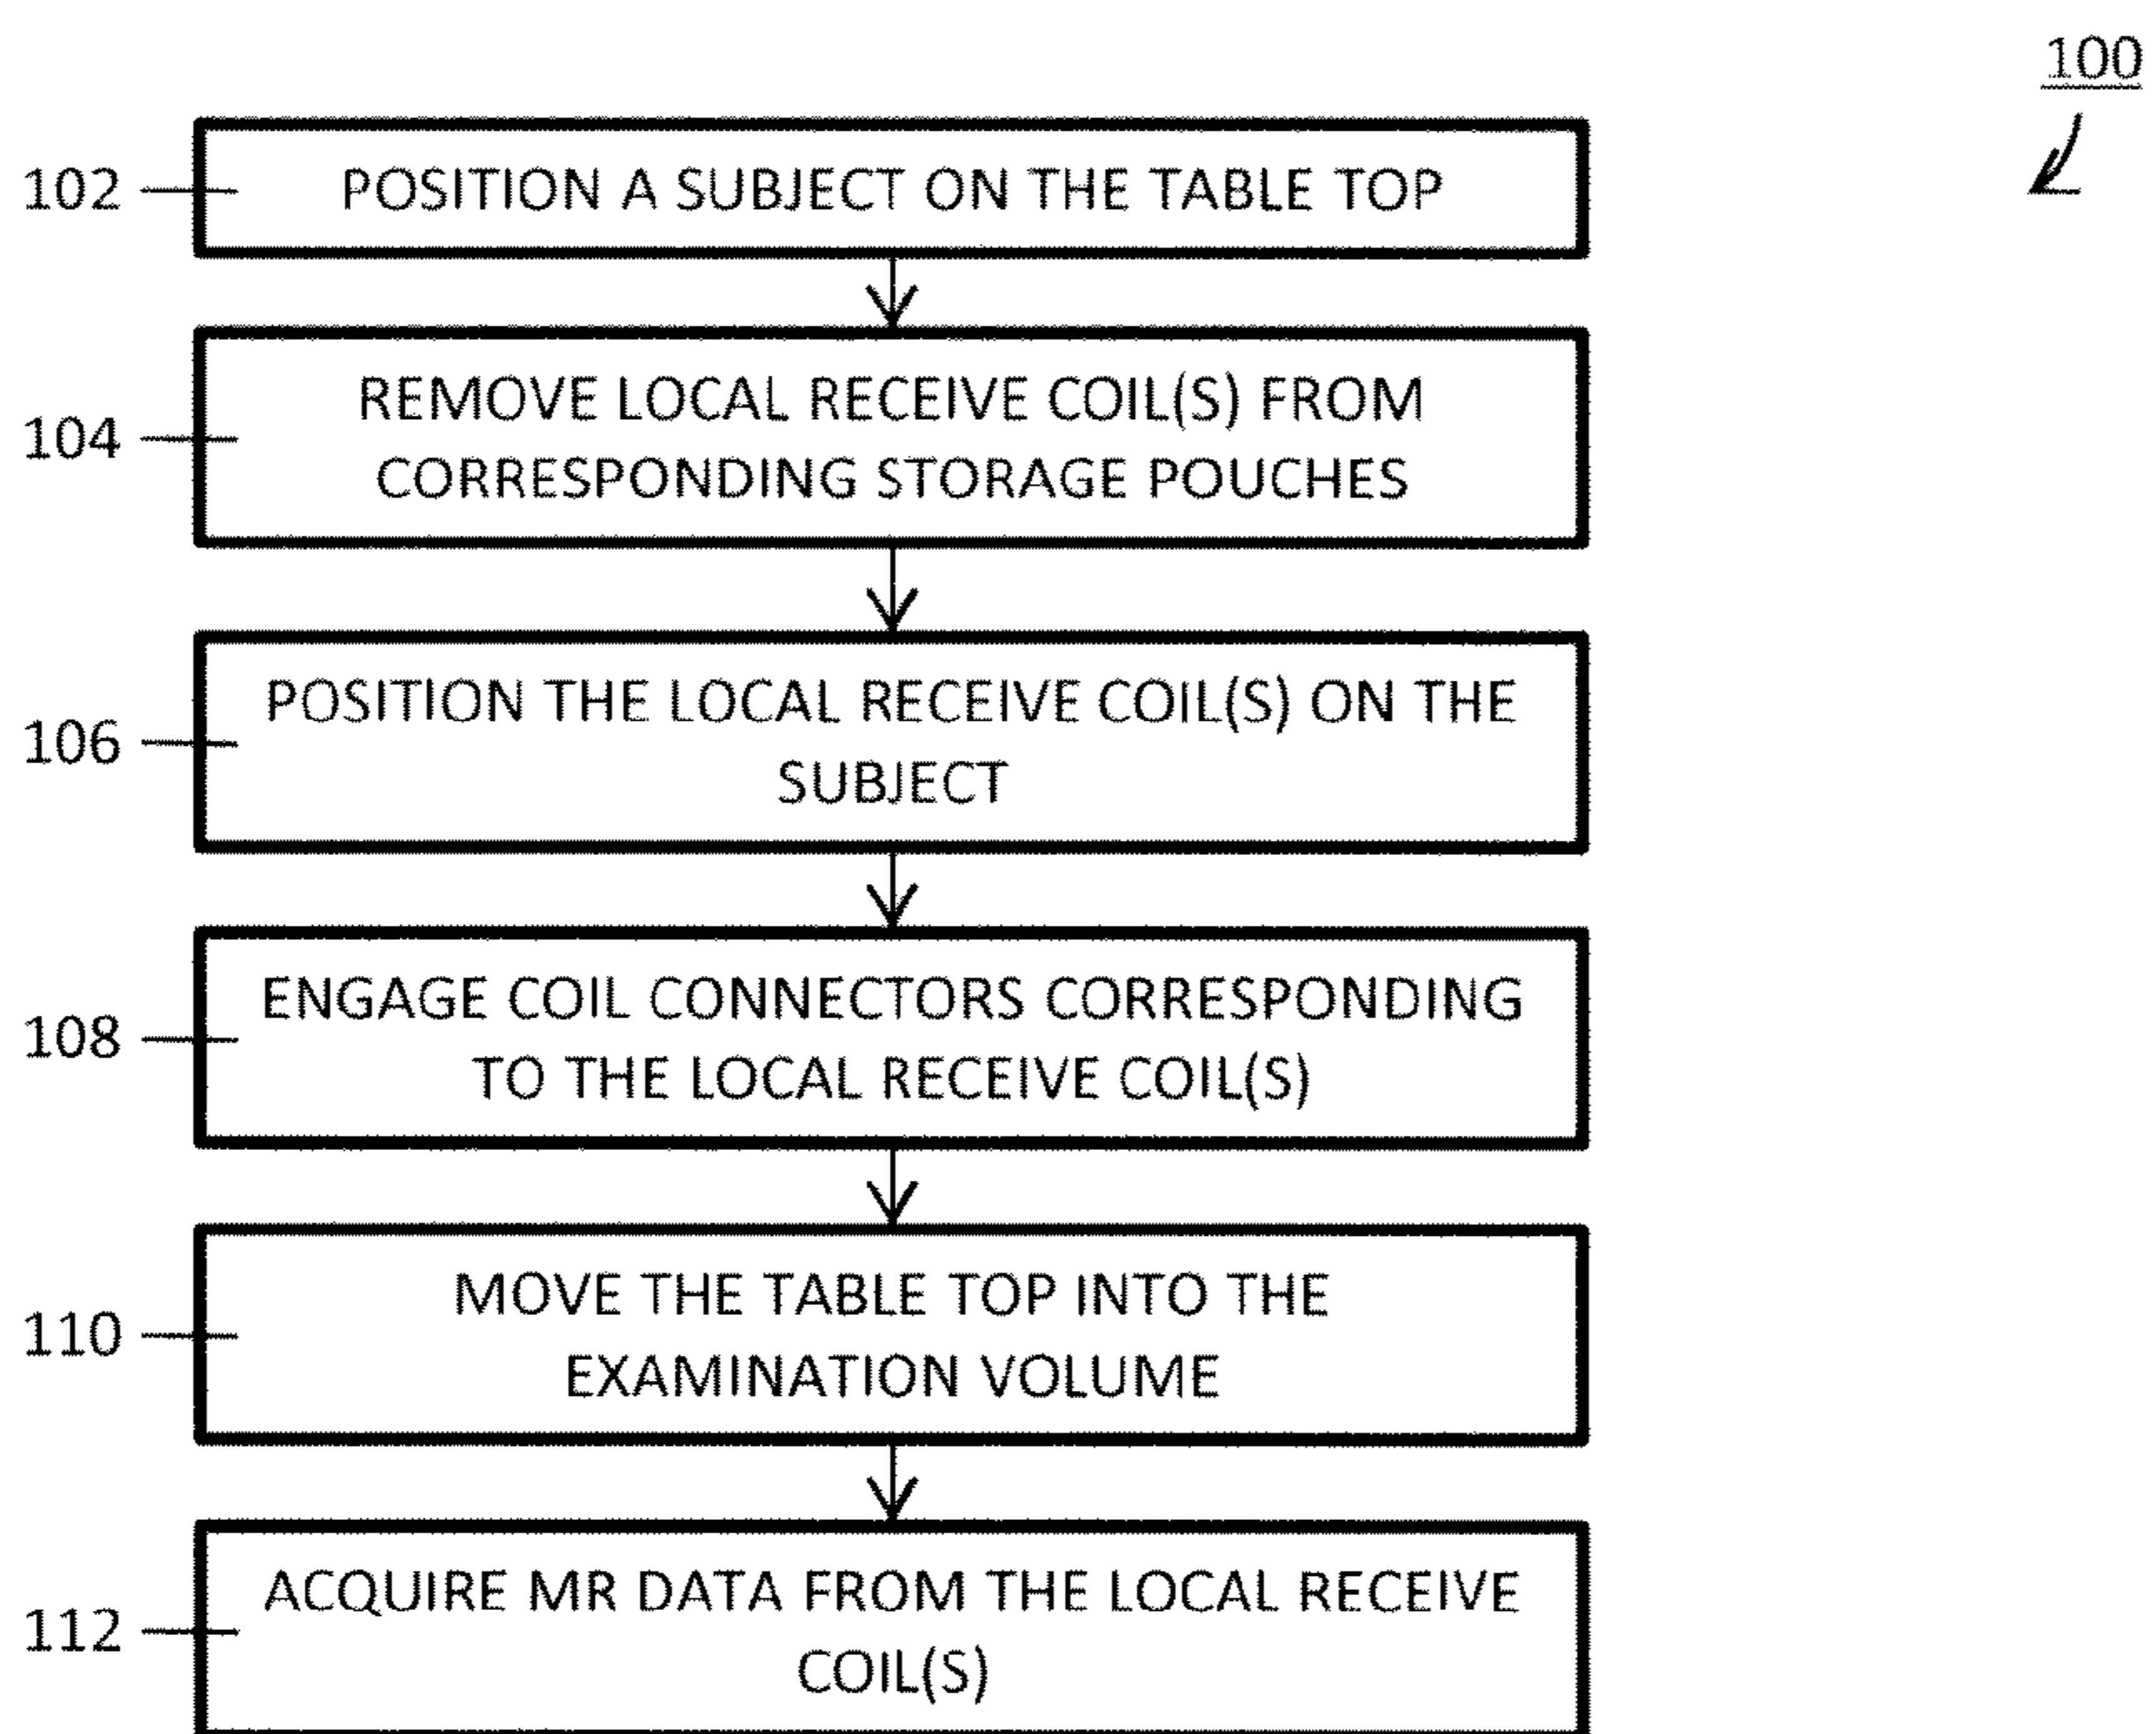 100
102 POSITION A SUBJECT ON THE TABLE TOP
104 REMOVE LOCAL RECEIVE COIL(S) FROM
CORRESPONDING STORAGE POUCHES
106 POSITION THE LOCAL RECEIVE COIL(S) ON THE
SUBJECT
108 ENGAGE COIL CONNECTORS CORRESPONDING
TO THE LOCAL RECEIVE COIL(S)
110 MOVE THE TABLE TOP INTO THE
EXAMINATION VOLUME
112 ACQUIRE MR DATA FROM THE LOCAL RECEIVE
COIL(S)